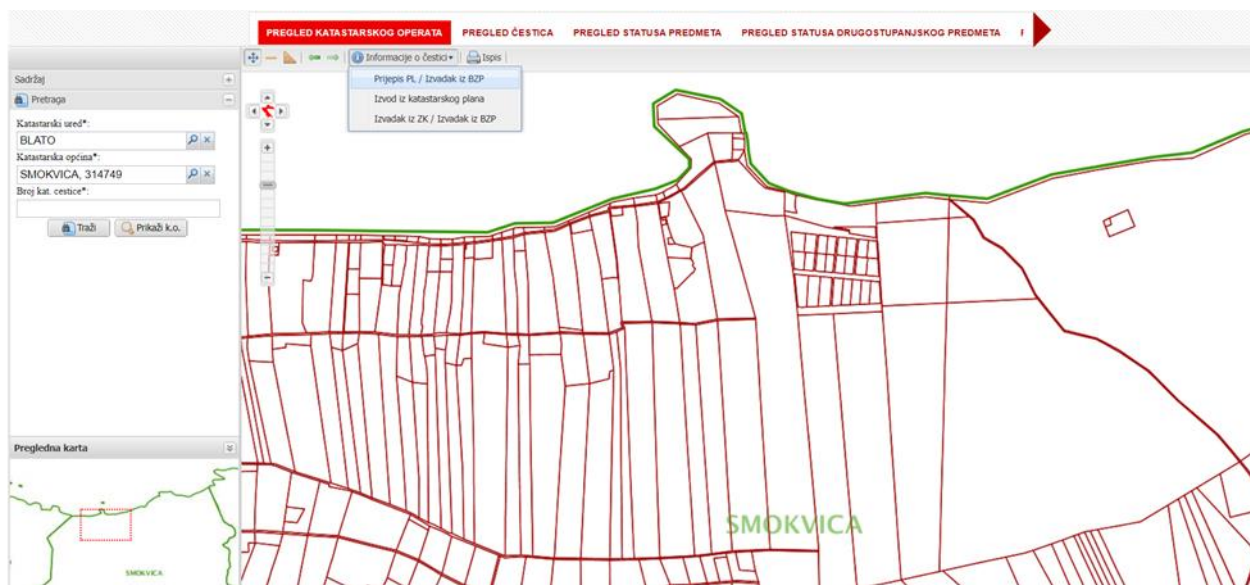 PREGLED KATASTARSKOG OPERATA PREGLED ČESTICA PREGLED STATUSA PREDMETA PREGLED STATUSA DRUGOSTUPANJSKOG PREDMETA
Informacije o čestici Ispis
Prijepis PL / Izvadak iz BZP
Izvod iz katastarskog plana
Izvadak iz ZK / Izvadak iz BZP
Sadržaj
Pretraga
Katastarski ured*:
BLATO
Katastarska općina*:
SMOKVICA, 314749
Broj kat. cestice*:
Traži Prikaži k.o.
Pregledna karta
SMOKVICA
SMOKVICA